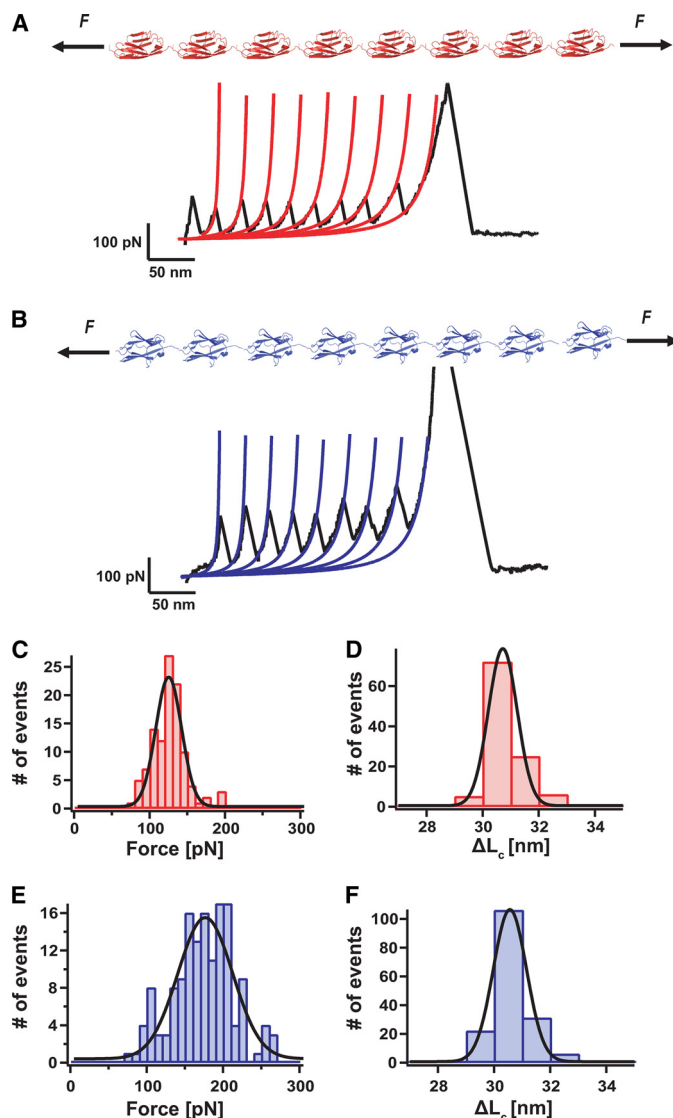 A
F
F
100 pN
50 nm
B
F
F
100 pN
50 nm
C
# of events
25
20
15
10
5
0
0 100 200 300
Force [pN]
D
# of events
60
40
20
0
28 30 32 34
ΔLc [nm]
E
# of events
16
12
8
4
0
0 100 200 300
Force [pN]
F
# of events
100
80
60
40
20
0
28 30 32 34
ΔLc [nm]